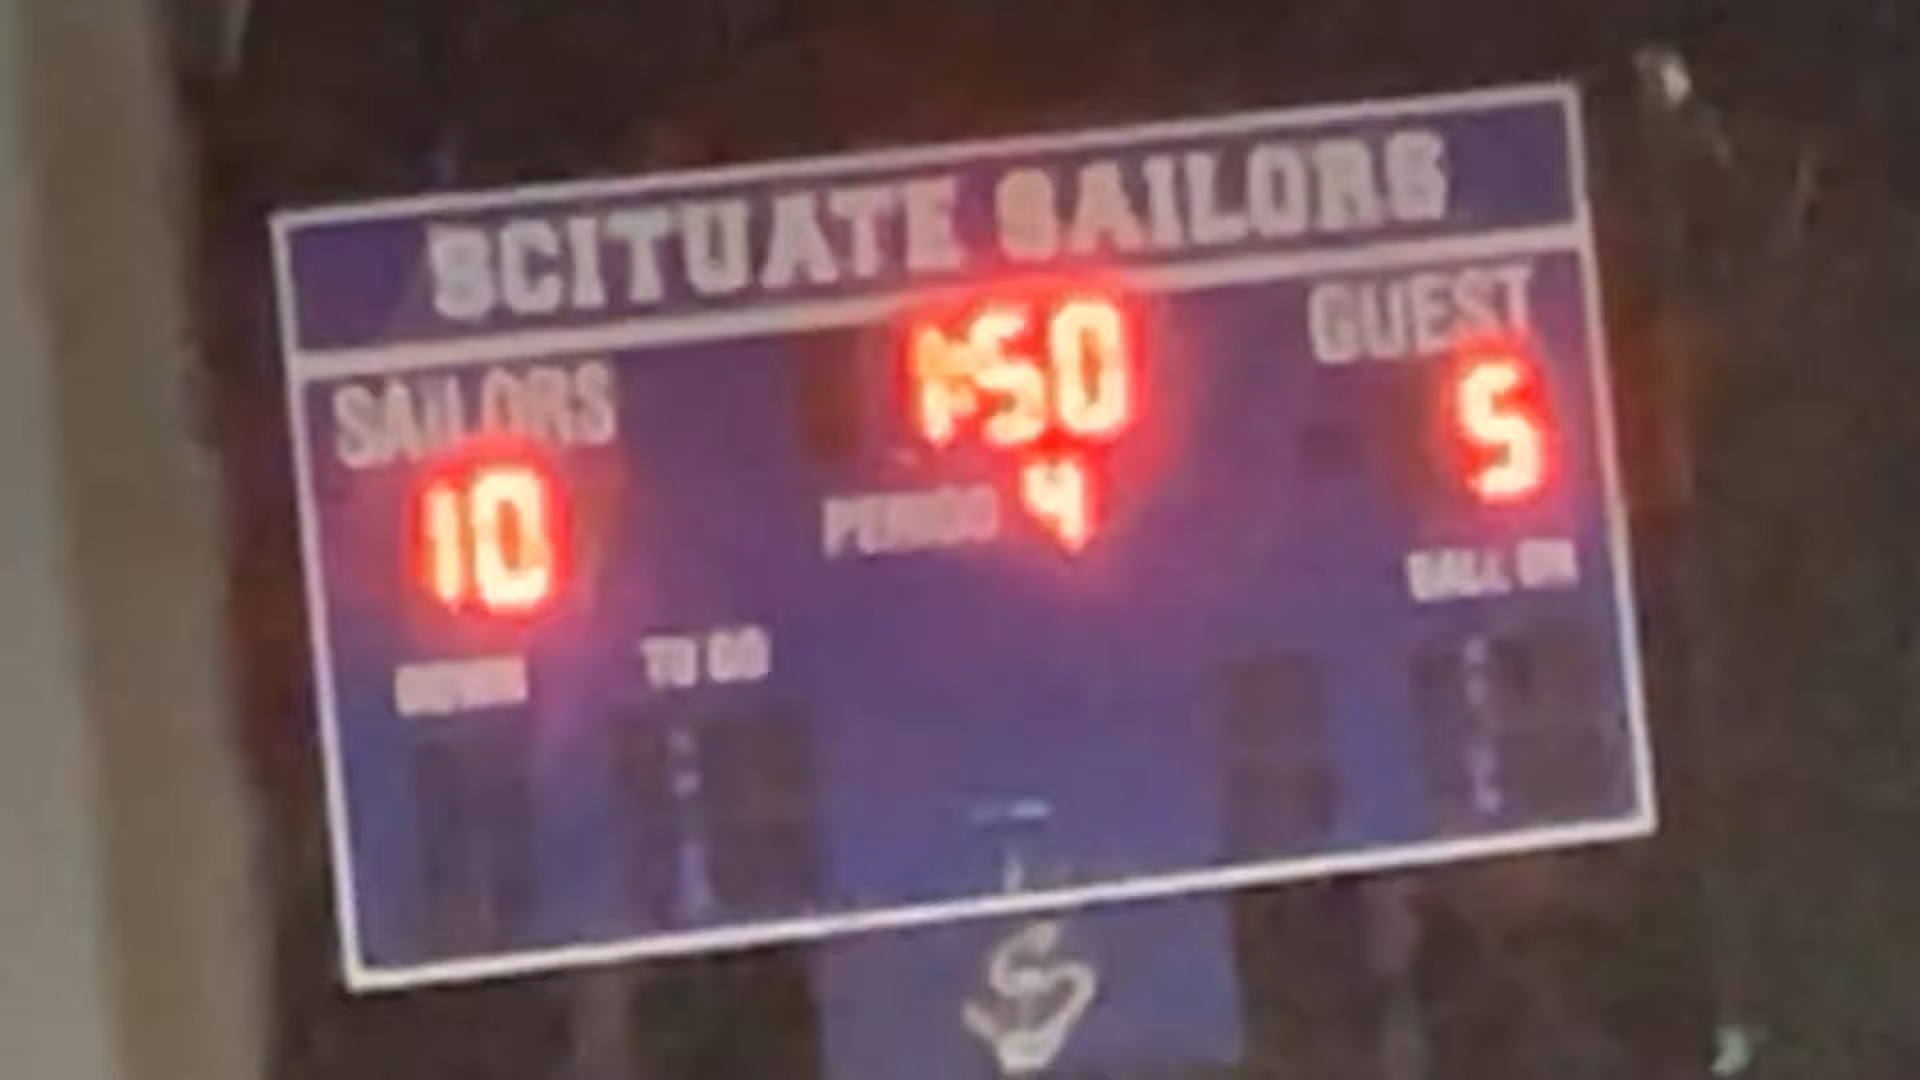 SCITUATE SAILORS
1:50
GUEST
SAILORS
5
PERIOD 4
10
BALL ON
DOWN
TO GO
S